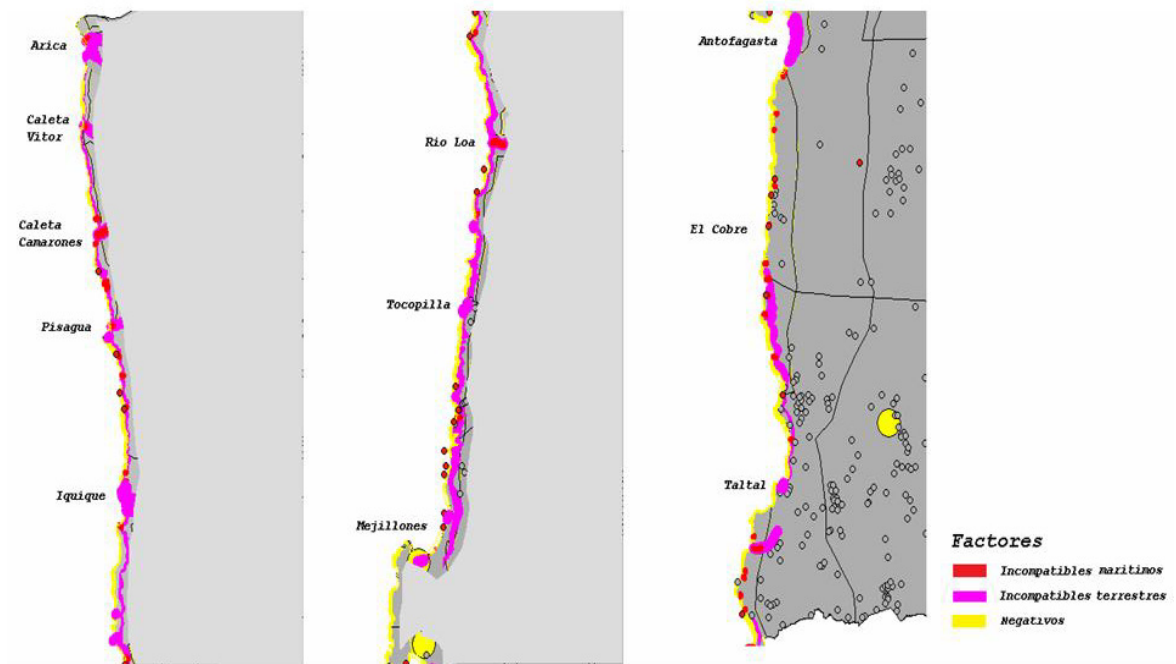 Arica
Caleta
Vitor
Caleta
Camarones
Pisagua
Iquique
Rio Loa
Tocopilla
Mejillones
Antofagasta
El Cobre
Taltal
Factores
Incompatibles maritimos
Incompatibles terrestres
Negativos